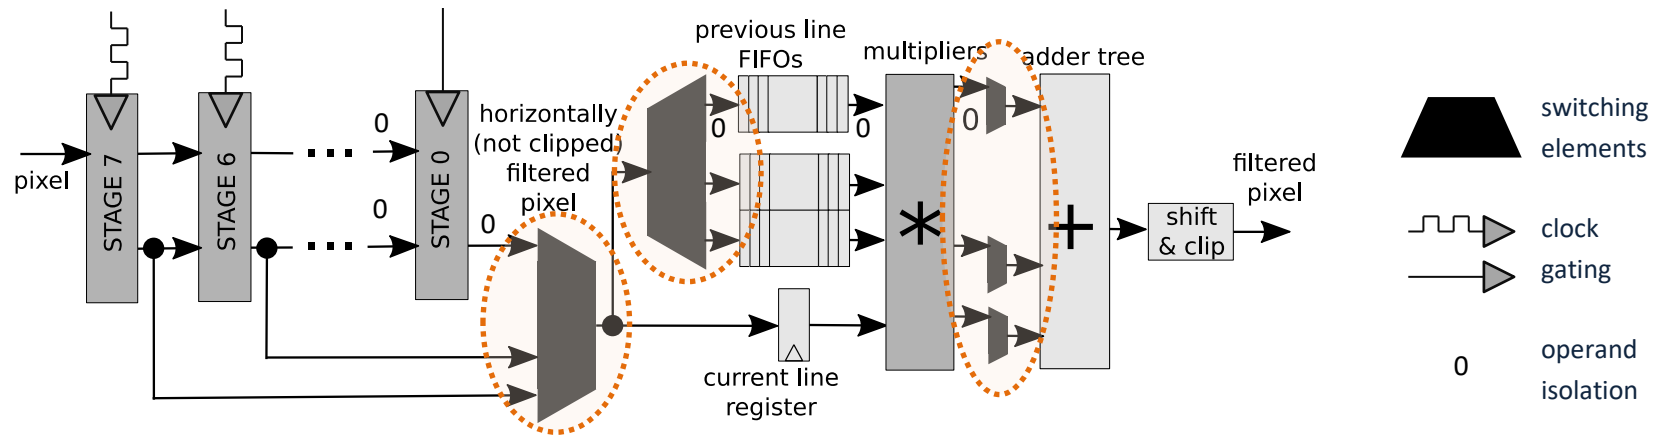 pixel
STAGE 7
STAGE 6
0
0
STAGE 0
0
horizontally
(not clipped)
filtered
pixel
previous line
FIFOs
0
0
current line
register
multipliers
*
0
adder tree
+
shift
& clip
filtered
pixel
switching
elements
clock
gating
0
operand
isolation